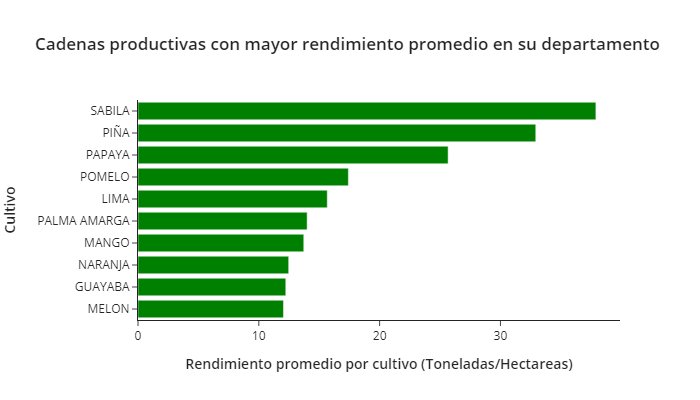 Cadenas productivas con mayor rendimiento promedio en su departamento
Cultivo
SABILA
PIÑA
PAPAYA
POMELO
LIMA
PALMA AMARGA
MANGO
NARANJA
GUAYABA
MELON
0 10 20 30
Rendimiento promedio por cultivo (Toneladas/Hectareas)